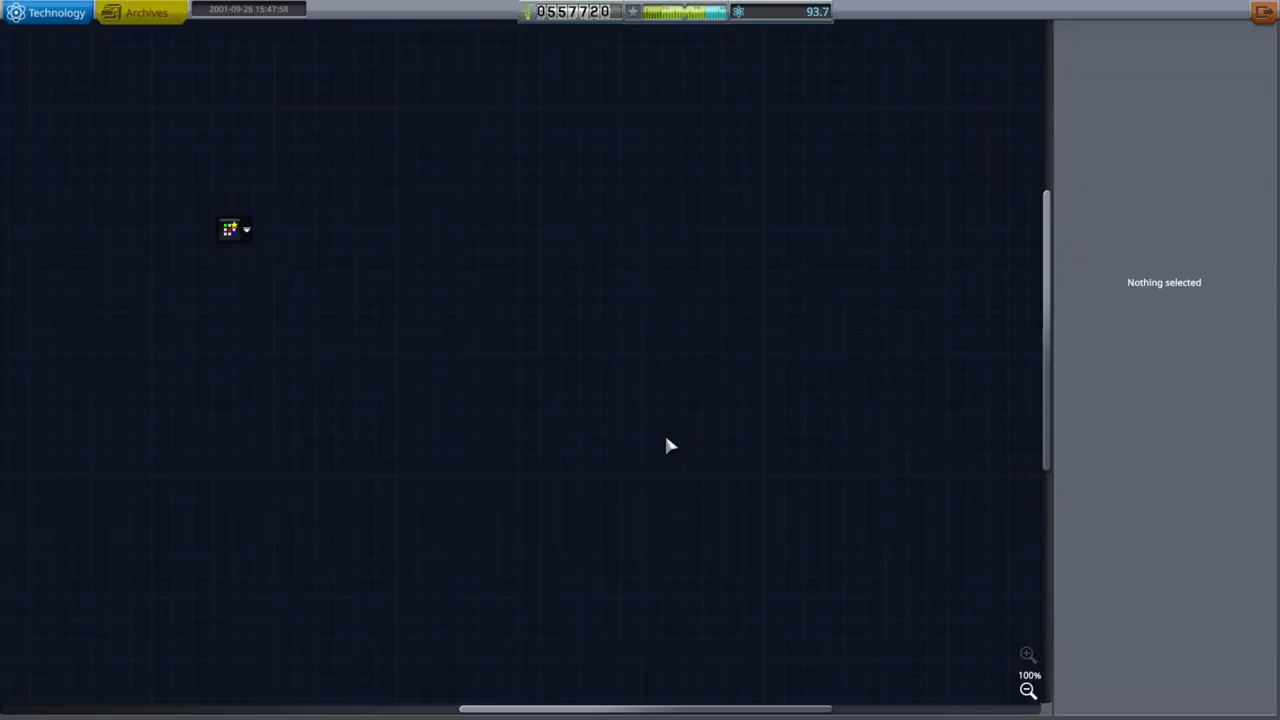 Technology
Archives
2001-09-26 15:47:58
0557720
93.7
Nothing selected
100%